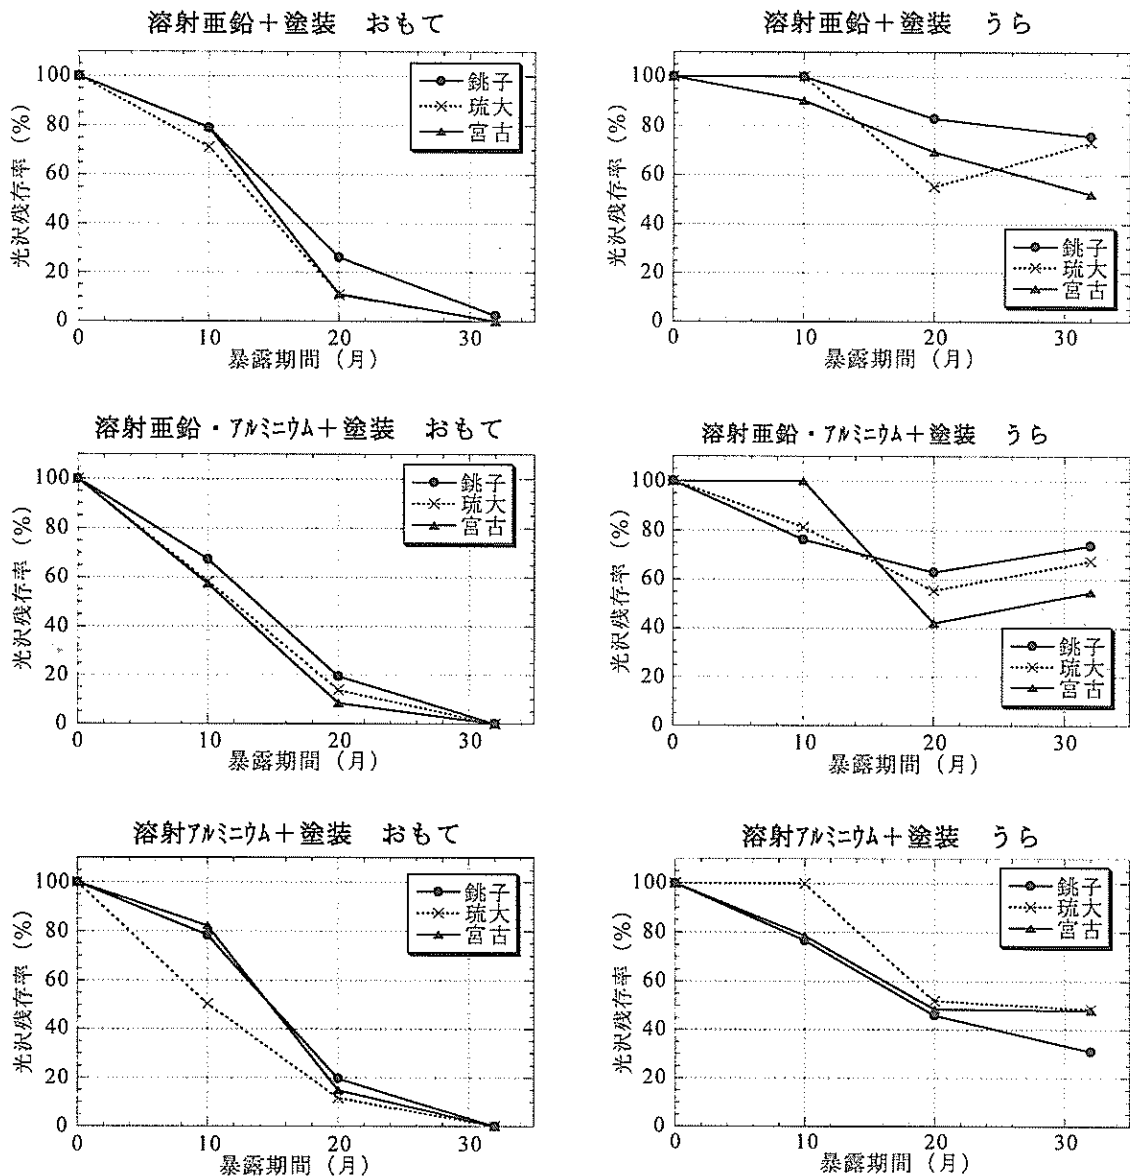 溶射亜鉛＋塗装　おもて
光沢残存率 (%)
100
80
60
40
20
0
銚子
琉大
宮古
0 10 20 30
暴露期間 (月)
溶射亜鉛＋塗装　うら
光沢残存率 (%)
100
80
60
40
20
0
銚子
琉大
宮古
0 10 20 30
暴露期間 (月)
溶射亜鉛・ｱﾙﾐﾆｳﾑ＋塗装　おもて
光沢残存率 (%)
100
80
60
40
20
0
銚子
琉大
宮古
0 10 20 30
暴露期間 (月)
溶射亜鉛・ｱﾙﾐﾆｳﾑ＋塗装　うら
光沢残存率 (%)
100
80
60
40
20
0
銚子
琉大
宮古
0 10 20 30
暴露期間 (月)
溶射ｱﾙﾐﾆｳﾑ＋塗装　おもて
光沢残存率 (%)
100
80
60
40
20
0
銚子
琉大
宮古
0 10 20 30
暴露期間 (月)
溶射ｱﾙﾐﾆｳﾑ＋塗装　うら
光沢残存率 (%)
100
80
60
40
20
0
銚子
琉大
宮古
0 10 20 30
暴露期間 (月)